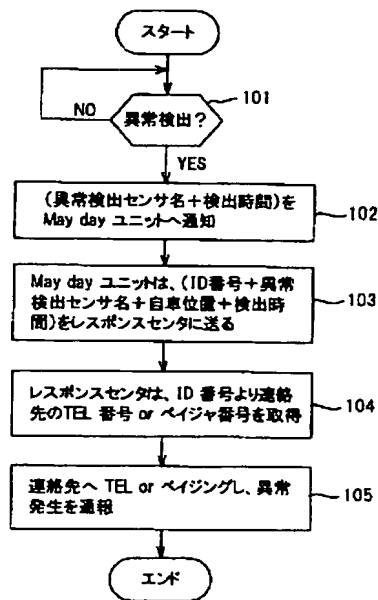 スタート
101
NO
異常検出?
YES
(異常検出センサ名+検出時間)を
May day ユニットへ通知
102
May day ユニットは、(ID番号+異常
検出センサ名+自車位置+検出時
間)をレスポンスセンタに送る
103
レスポンスセンタは、ID 番号より連絡
先のTEL 番号 or ペイジャ番号を取得
104
連絡先へ TEL or ペイジングし、異常
発生を通報
105
エンド